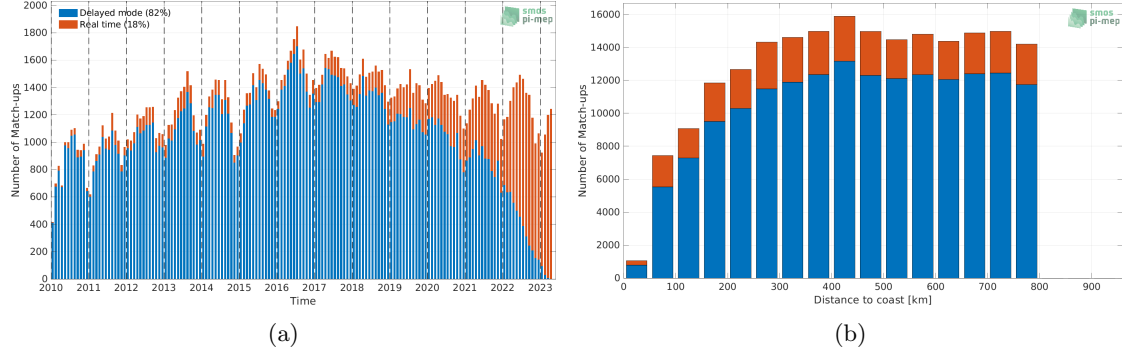 Delayed mode (82%)
Real time (18%)
smos
pi-mep
Number of Match-ups
2000
1800
1600
1400
1200
1000
800
600
400
200
0
2010 2011 2012 2013 2014 2015 2016 2017 2018 2019 2020 2021 2022 2023
Time
(a)
smos
pi-mep
Number of Match-ups
16000
14000
12000
10000
8000
6000
4000
2000
0
0 100 200 300 400 500 600 700 800 900
Distance to coast [km]
(b)